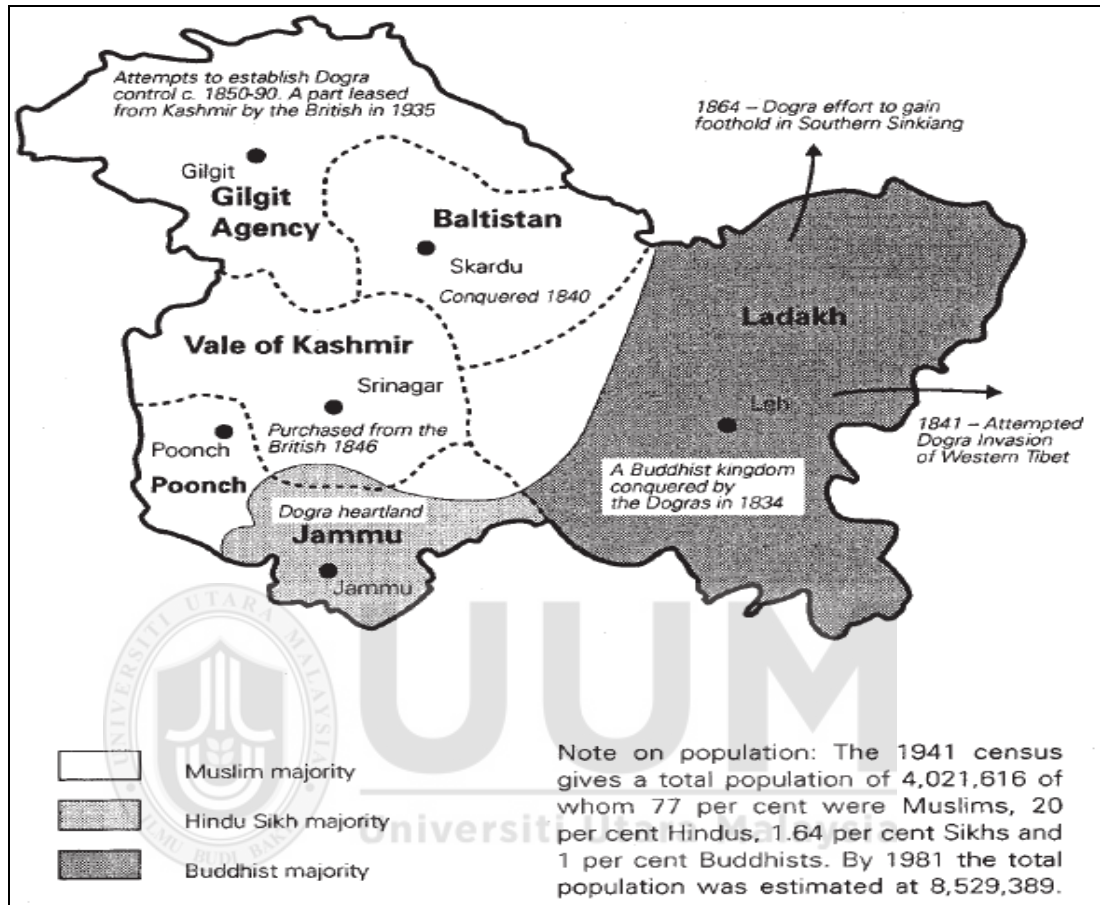 Attempts to establish Dogra
control c. 1850-90. A part leased
from Kashmir by the British in 1935
1864 – Dogra effort to gain
foothold in Southern Sinkiang
Gilgit
Gilgit
Agency
Baltistan
Skardu
Conquered 1840
Ladakh
Vale of Kashmir
Srinagar
Leh
1841 – Attempted
Dogra Invasion
of Western Tibet
Purchased from the
British 1846
Poonch
Poonch
A Buddhist kingdom
conquered by
the Dogras in 1834
Dogra heartland
Jammu
Jammu
UNIVERSITI UTARA MALAYSIA
ILMU BUDI BAKTI
UUM
Universiti Utara Malaysia
Muslim majority
Hindu Sikh majority
Buddhist majority
Note on population: The 1941 census
gives a total population of 4,021,616 of
whom 77 per cent were Muslims, 20
per cent Hindus, 1.64 per cent Sikhs and
1 per cent Buddhists. By 1981 the total
population was estimated at 8,529,389.